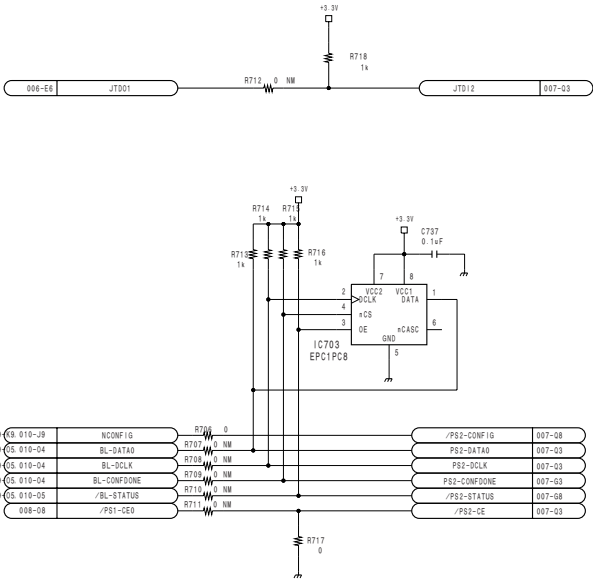 +3.3V
R718
1k
R712 0 NM
006-E6 JTDO1
JTDI2 007-Q3
+3.3V
R714 R715
1k 1k
+3.3V
C737
0.1uF
R713
1k
R716
1k
7 8
VCC2 VCC1
2 DCLK DATA 1
4 nCS
3 OE nCASC 6
GND
5
IC703
EPC1PC8
K9.010-J9 NCONFIG R706 0 /PS2-CONFIG 007-Q8
05.010-04 BL-DATA0 R707 0 NM PS2-DATA0 007-Q3
05.010-04 BL-DCLK R708 0 NM PS2-DCLK 007-Q3
05.010-04 BL-CONFDONE R709 0 NM PS2-CONFDONE 007-G3
05.010-05 /BL-STATUS R710 0 NM /PS2-STATUS 007-G8
008-08 /PS1-CE0 R711 0 NM /PS2-CE 007-Q3
R717
0